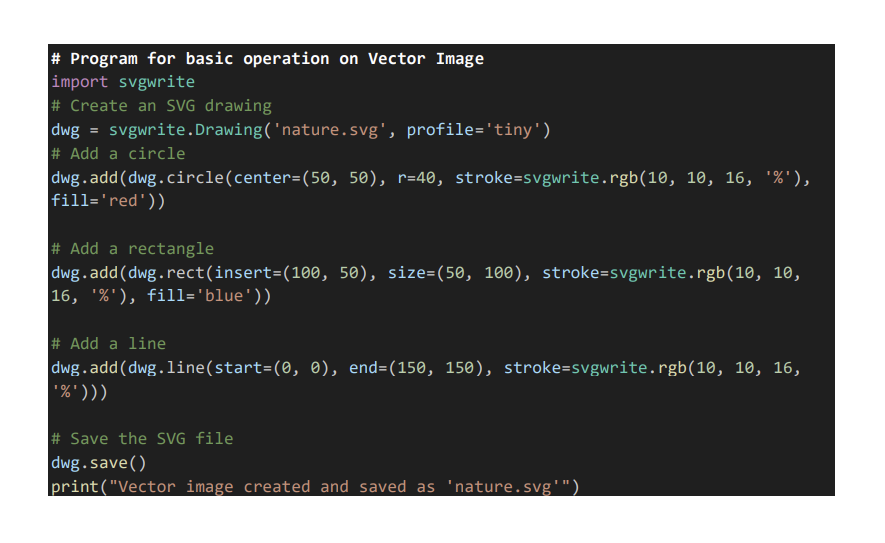 # Program for basic operation on Vector Image
import svgwrite
# Create an SVG drawing
dwg = svgwrite.Drawing('nature.svg', profile='tiny')
# Add a circle
dwg.add(dwg.circle(center=(50, 50), r=40, stroke=svgwrite.rgb(10, 10, 16, '%'),
fill='red'))
# Add a rectangle
dwg.add(dwg.rect(insert=(100, 50), size=(50, 100), stroke=svgwrite.rgb(10, 10,
16, '%'), fill='blue'))
# Add a line
dwg.add(dwg.line(start=(0, 0), end=(150, 150), stroke=svgwrite.rgb(10, 10, 16,
'%')))
# Save the SVG file
dwg.save()
print("Vector image created and saved as 'nature.svg'")